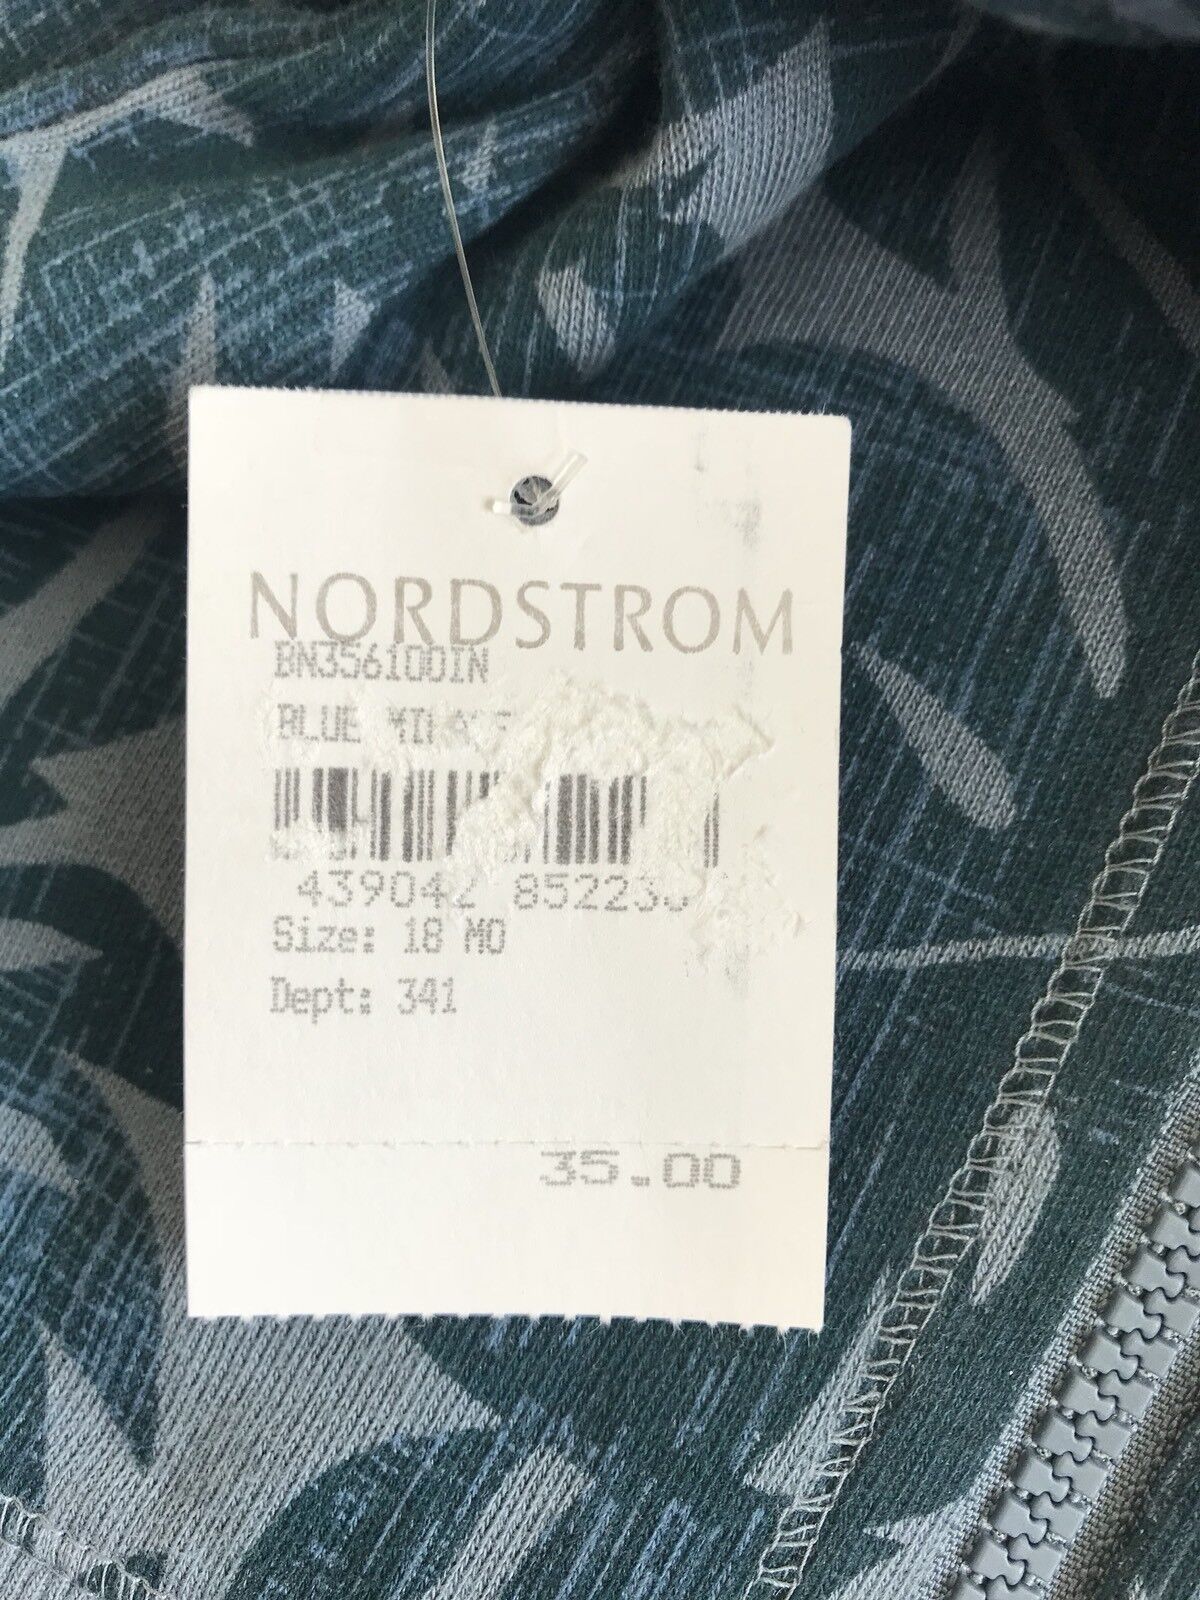 NORDSTROM
BN356100IN
BLUE
439042 85223
Size: 18 MO
Dept: 341
35.00